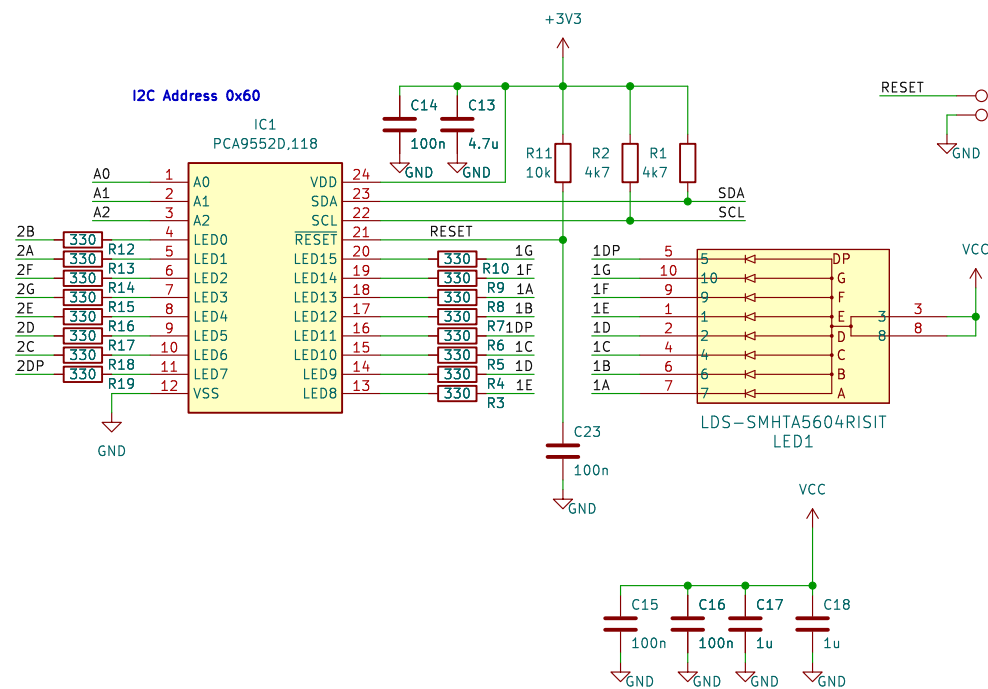 +3V3
I2C Address 0x60
IC1
PCA9552D,118
C14
100n
GND
C13
4.7u
GND
R11
10k
R2
4k7
R1
4k7
RESET
GND
A0 1 A0
A1 2 A1
A2 3 A2
2B 330 R12 4 LED0
2A 330 R13 5 LED1
2F 330 R14 6 LED2
2G 330 R15 7 LED3
2E 330 R16 8 LED4
2D 330 R17 9 LED5
2C 330 R18 10 LED6
2DP 330 R19 11 LED7
12 VSS
GND
VDD 24
SDA 23 SDA
SCL 22 SCL
RESET 21 RESET
LED15 20 330 R10 1G
LED14 19 330 R9 1F
LED13 18 330 R8 1A
LED12 17 330 R7 1B
LED11 16 330 R6 1DP
LED10 15 330 R5 1C
LED9 14 330 R4 1D
LED8 13 330 R3 1E
C23
100n
GND
1DP 5 5 DP
1G 10 10 G
1F 9 9 F
1E 1 1 E 3 3
1D 2 2 D 8 8
1C 4 4 C
1B 6 6 B
1A 7 7 A
VCC
LDS-SMHTA5604RISIT
LED1
VCC
C15
100n
GND
C16
100n
GND
C17
1u
GND
C18
1u
GND